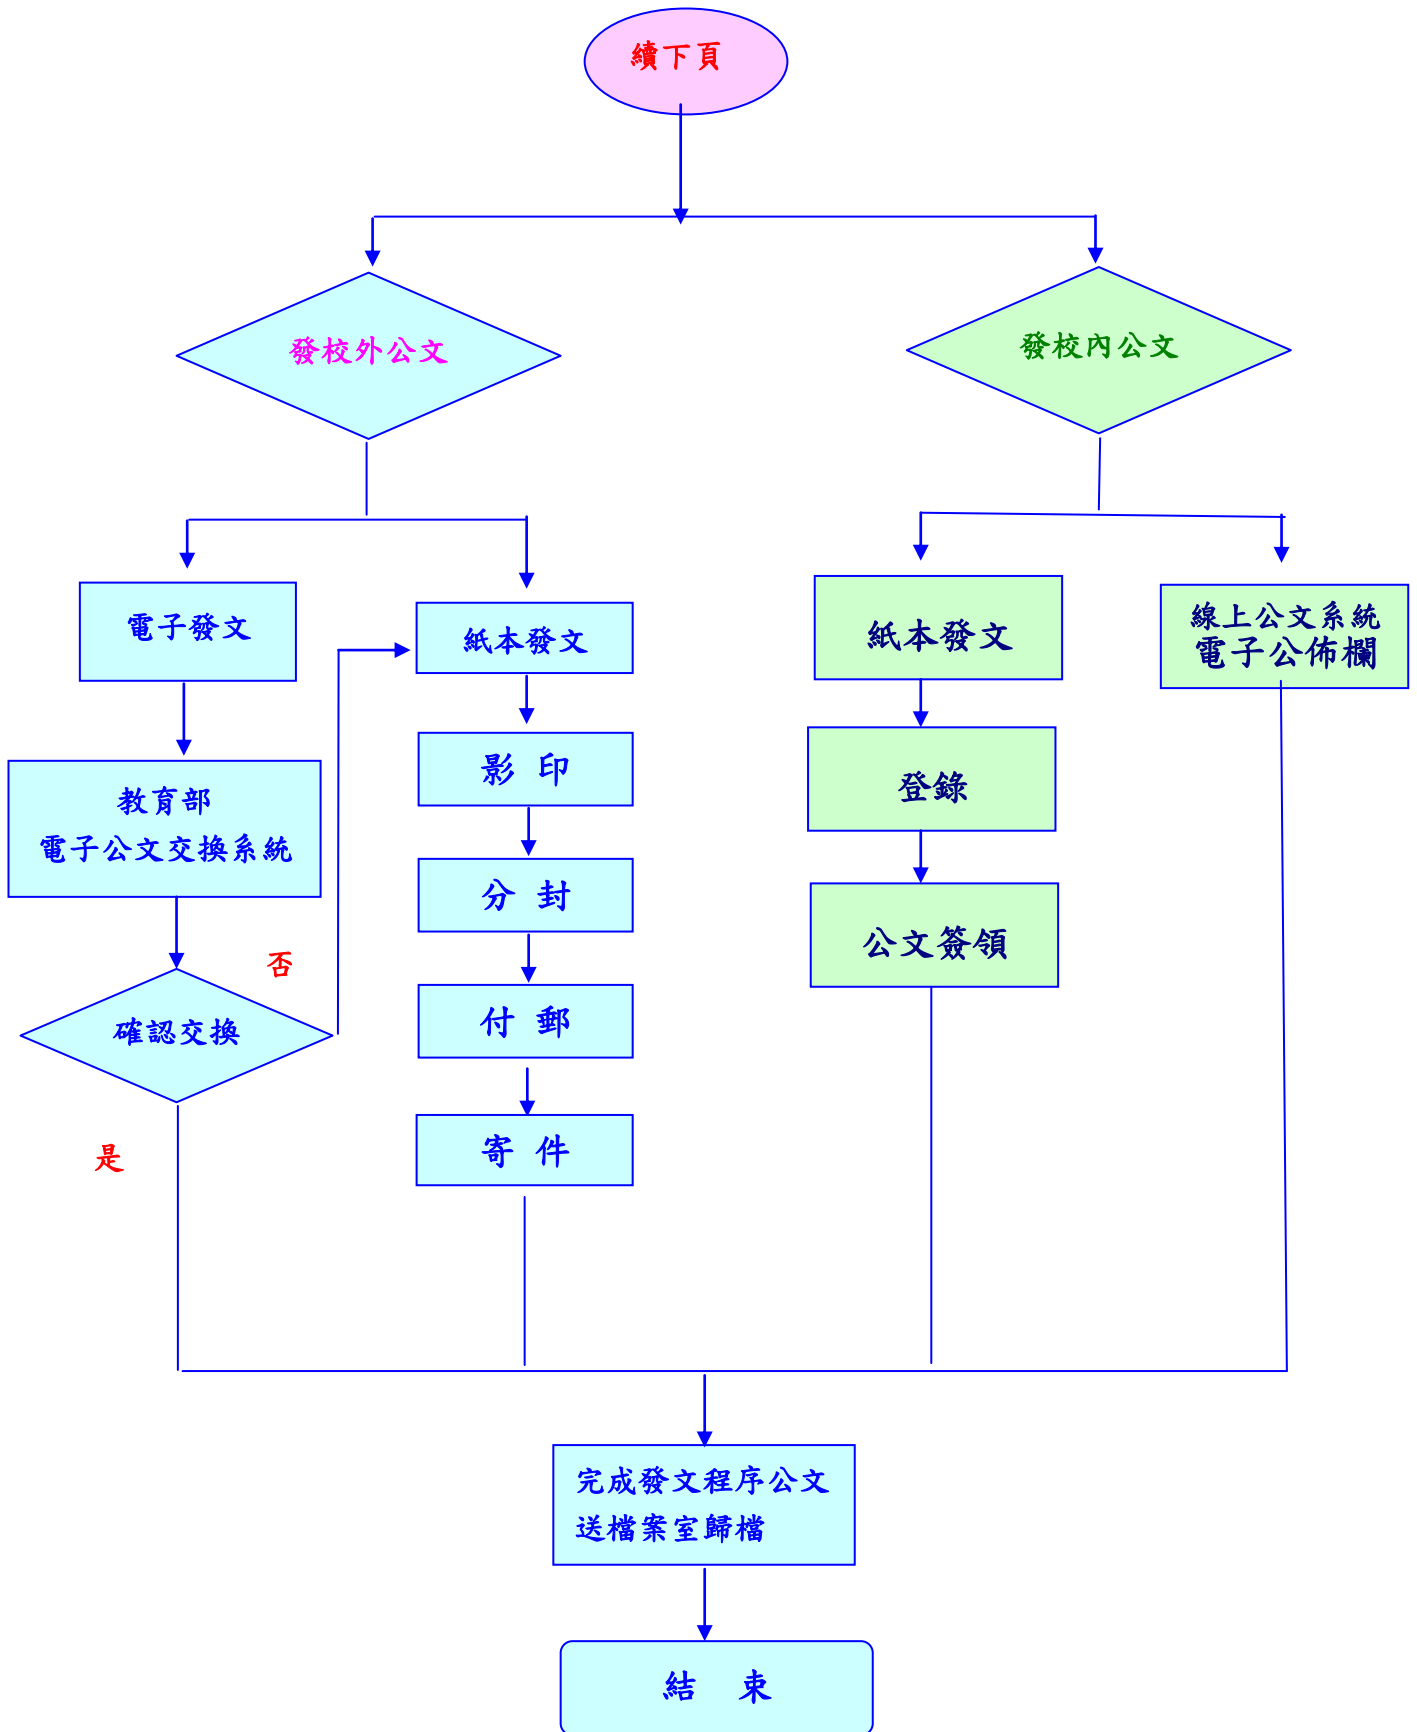 續下頁
發校外公文
發校內公文
電子發文
紙本發文
紙本發文
線上公文系統
電子公佈欄
教育部
電子公文交換系統
影 印
登錄
分 封
公文簽領
否
確認交換
付 郵
是
寄 件
完成發文程序公文
送檔案室歸檔
結 束